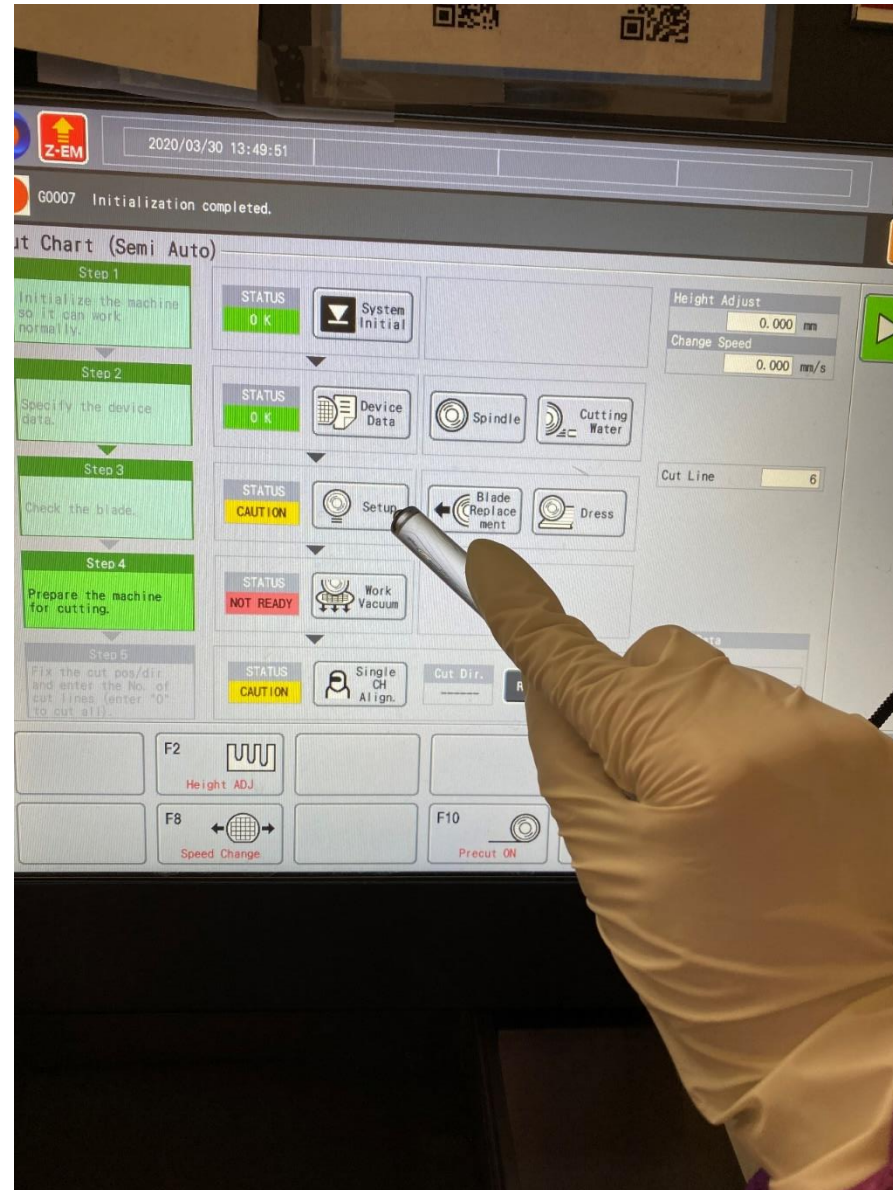 Z-EM
2020/03/30 13:49:51
G0007 Initialization completed.
ut Chart (Semi Auto)
Step 1
Initialize the machine
so it can work
normally.
STATUS
OK
System
Initial
Height Adjust
0.000 mm
Change Speed
0.000 mm/s
Step 2
Specify the device
data.
STATUS
OK
Device
Data
Spindle
Cutting
Water
Step 3
Check the blade.
STATUS
CAUTION
Setup
Blade
Replace
ment
Dress
Cut Line 6
Step 4
Prepare the machine
for cutting.
STATUS
NOT READY
Work
Vacuum
Step 5
Fix the cut pos/dir
and enter the No. of
cut lines (enter "0"
to cut all).
STATUS
CAUTION
Single
CH
Align.
Cut Dir.
------
R
F2
Height ADJ
F8
Speed Change
F10
Precut ON